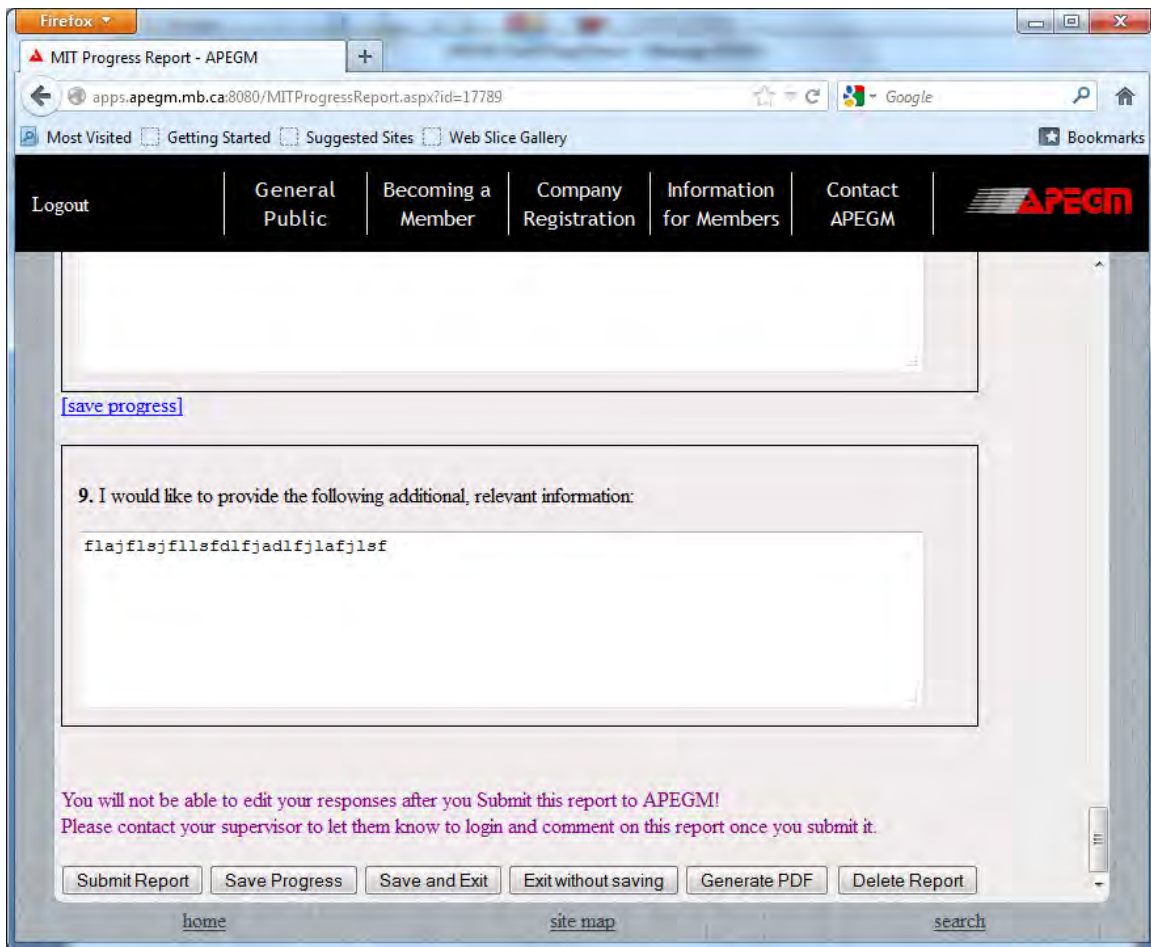 Firefox
MIT Progress Report - APEGM
+
apps.apegm.mb.ca:8080/MITProgressReport.aspx?id=17789
Google
Most Visited Getting Started Suggested Sites Web Slice Gallery Bookmarks
Logout
General
Public
Becoming a
Member
Company
Registration
Information
for Members
Contact
APEGM
APEGM
[save progress]
9. I would like to provide the following additional, relevant information:
flajflsjfllsfdlfjadlfjlafjlsf
You will not be able to edit your responses after you Submit this report to APEGM!
Please contact your supervisor to let them know to login and comment on this report once you submit it.
Submit Report Save Progress Save and Exit Exit without saving Generate PDF Delete Report
home site map search